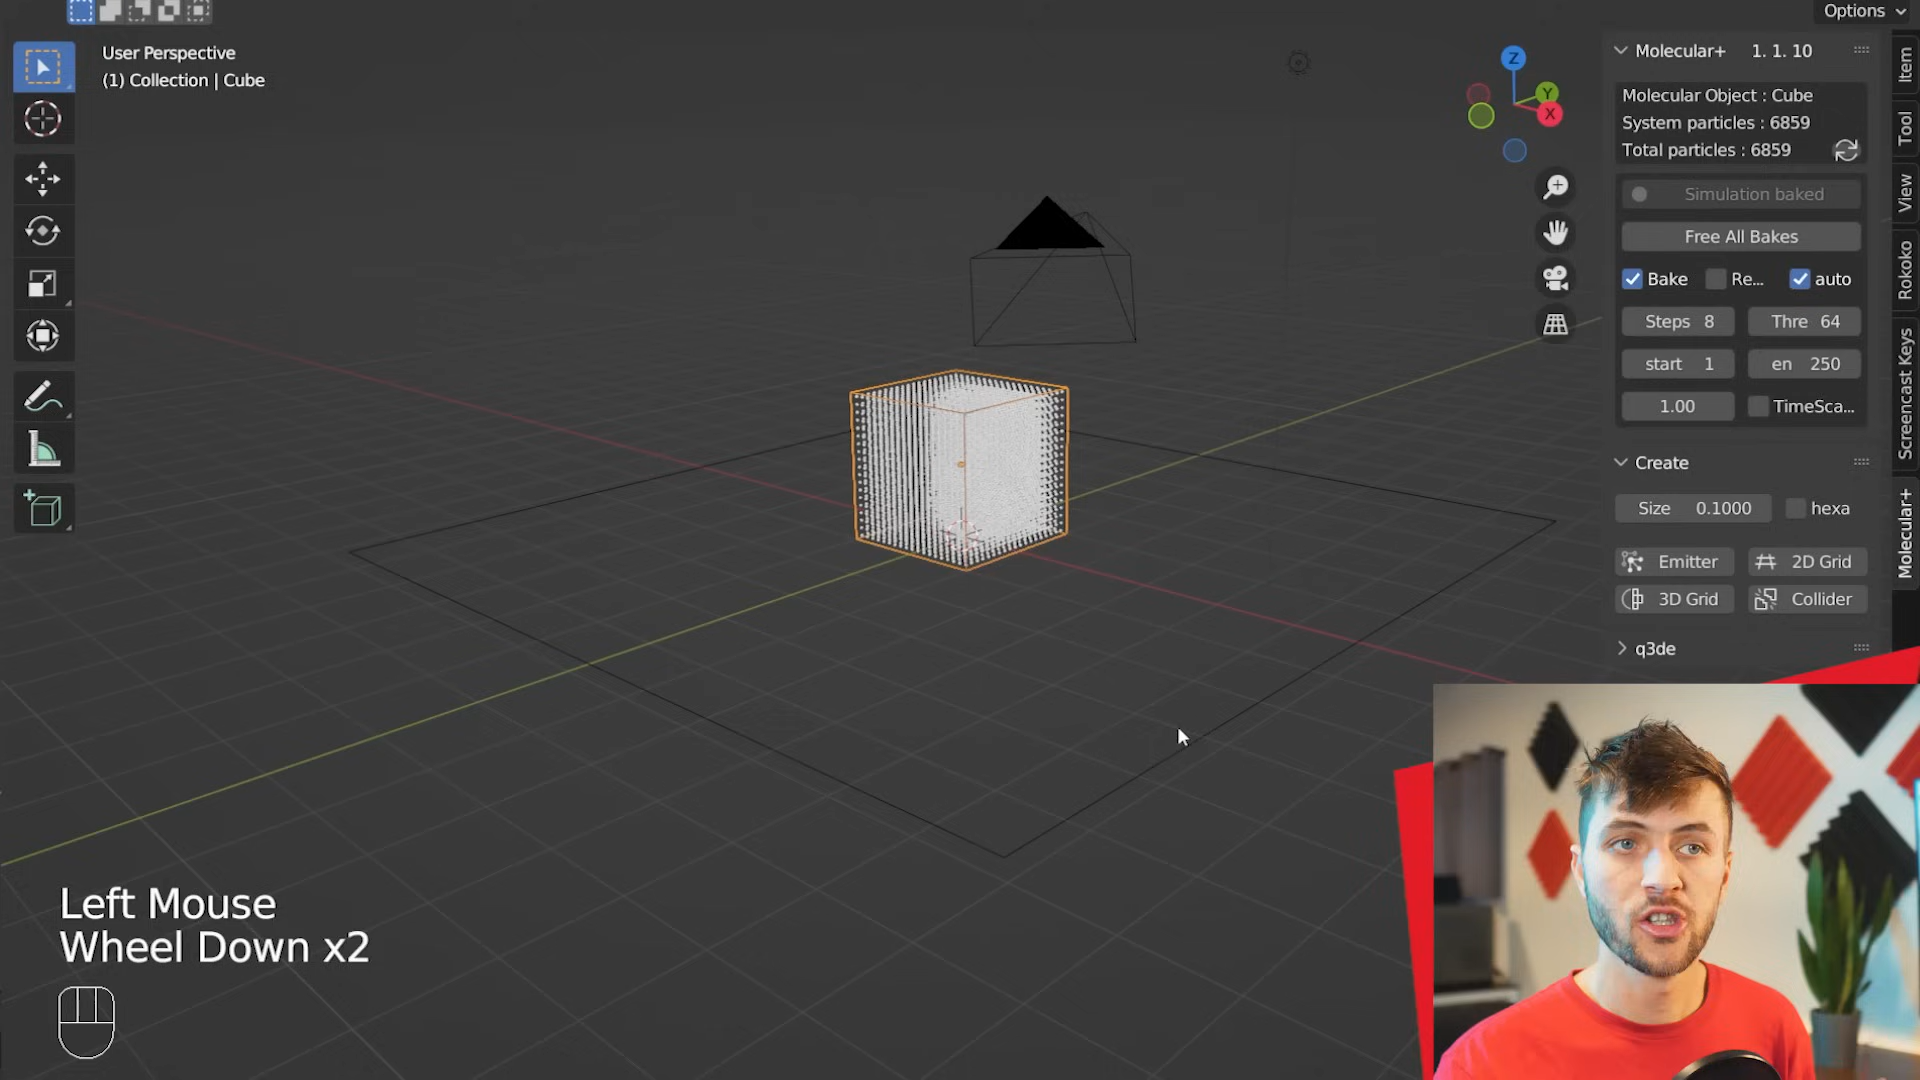 Options
User Perspective
(1) Collection | Cube
Z
Y
X
Molecular+ 1. 1. 10
Molecular Object : Cube
System particles : 6859
Total particles : 6859
Simulation baked
Free All Bakes
Bake Re... auto
Steps 8 Thre 64
start 1 en 250
1.00 TimeSca...
Create
Size 0.1000 hexa
Emitter 2D Grid
3D Grid Collider
q3de
Item
Tool
View
Rokoko
Screencast Keys
Molecular+
Left Mouse
Wheel Down x2